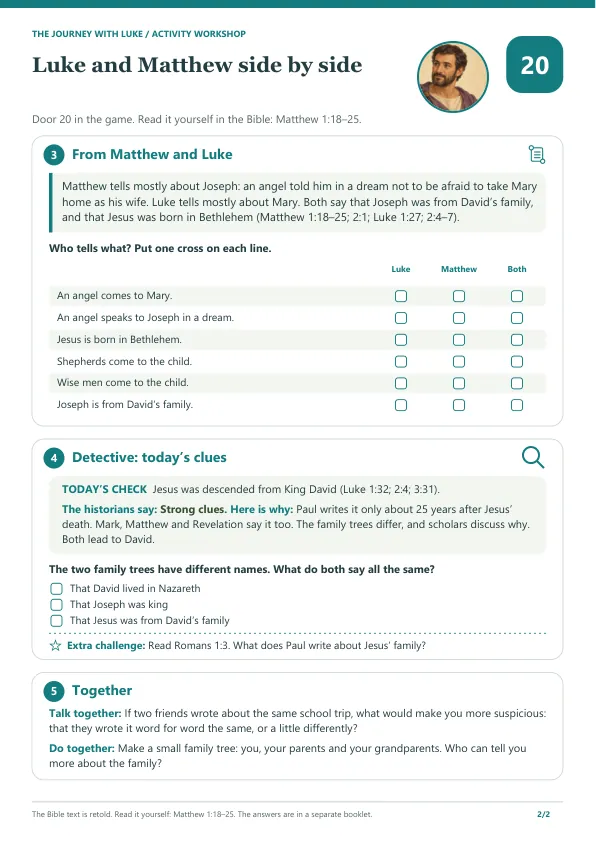 THE JOURNEY WITH LUKE / ACTIVITY WORKSHOP
Luke and Matthew side by side
20
Door 20 in the game. Read it yourself in the Bible: Matthew 1:18–25.
3 From Matthew and Luke
Matthew tells mostly about Joseph: an angel told him in a dream not to be afraid to take Mary
home as his wife. Luke tells mostly about Mary. Both say that Joseph was from David’s family,
and that Jesus was born in Bethlehem (Matthew 1:18–25; 2:1; Luke 1:27; 2:4–7).
Who tells what? Put one cross on each line.
Luke Matthew Both
An angel comes to Mary.
An angel speaks to Joseph in a dream.
Jesus is born in Bethlehem.
Shepherds come to the child.
Wise men come to the child.
Joseph is from David’s family.
4 Detective: today’s clues
TODAY’S CHECK Jesus was descended from King David (Luke 1:32; 2:4; 3:31).
The historians say: Strong clues. Here is why: Paul writes it only about 25 years after Jesus’
death. Mark, Matthew and Revelation say it too. The family trees differ, and scholars discuss why.
Both lead to David.
The two family trees have different names. What do both say all the same?
That David lived in Nazareth
That Joseph was king
That Jesus was from David’s family
Extra challenge: Read Romans 1:3. What does Paul write about Jesus’ family?
5 Together
Talk together: If two friends wrote about the same school trip, what would make you more suspicious:
that they wrote it word for word the same, or a little differently?
Do together: Make a small family tree: you, your parents and your grandparents. Who can tell you
more about the family?
The Bible text is retold. Read it yourself: Matthew 1:18–25. The answers are in a separate booklet.
2/2